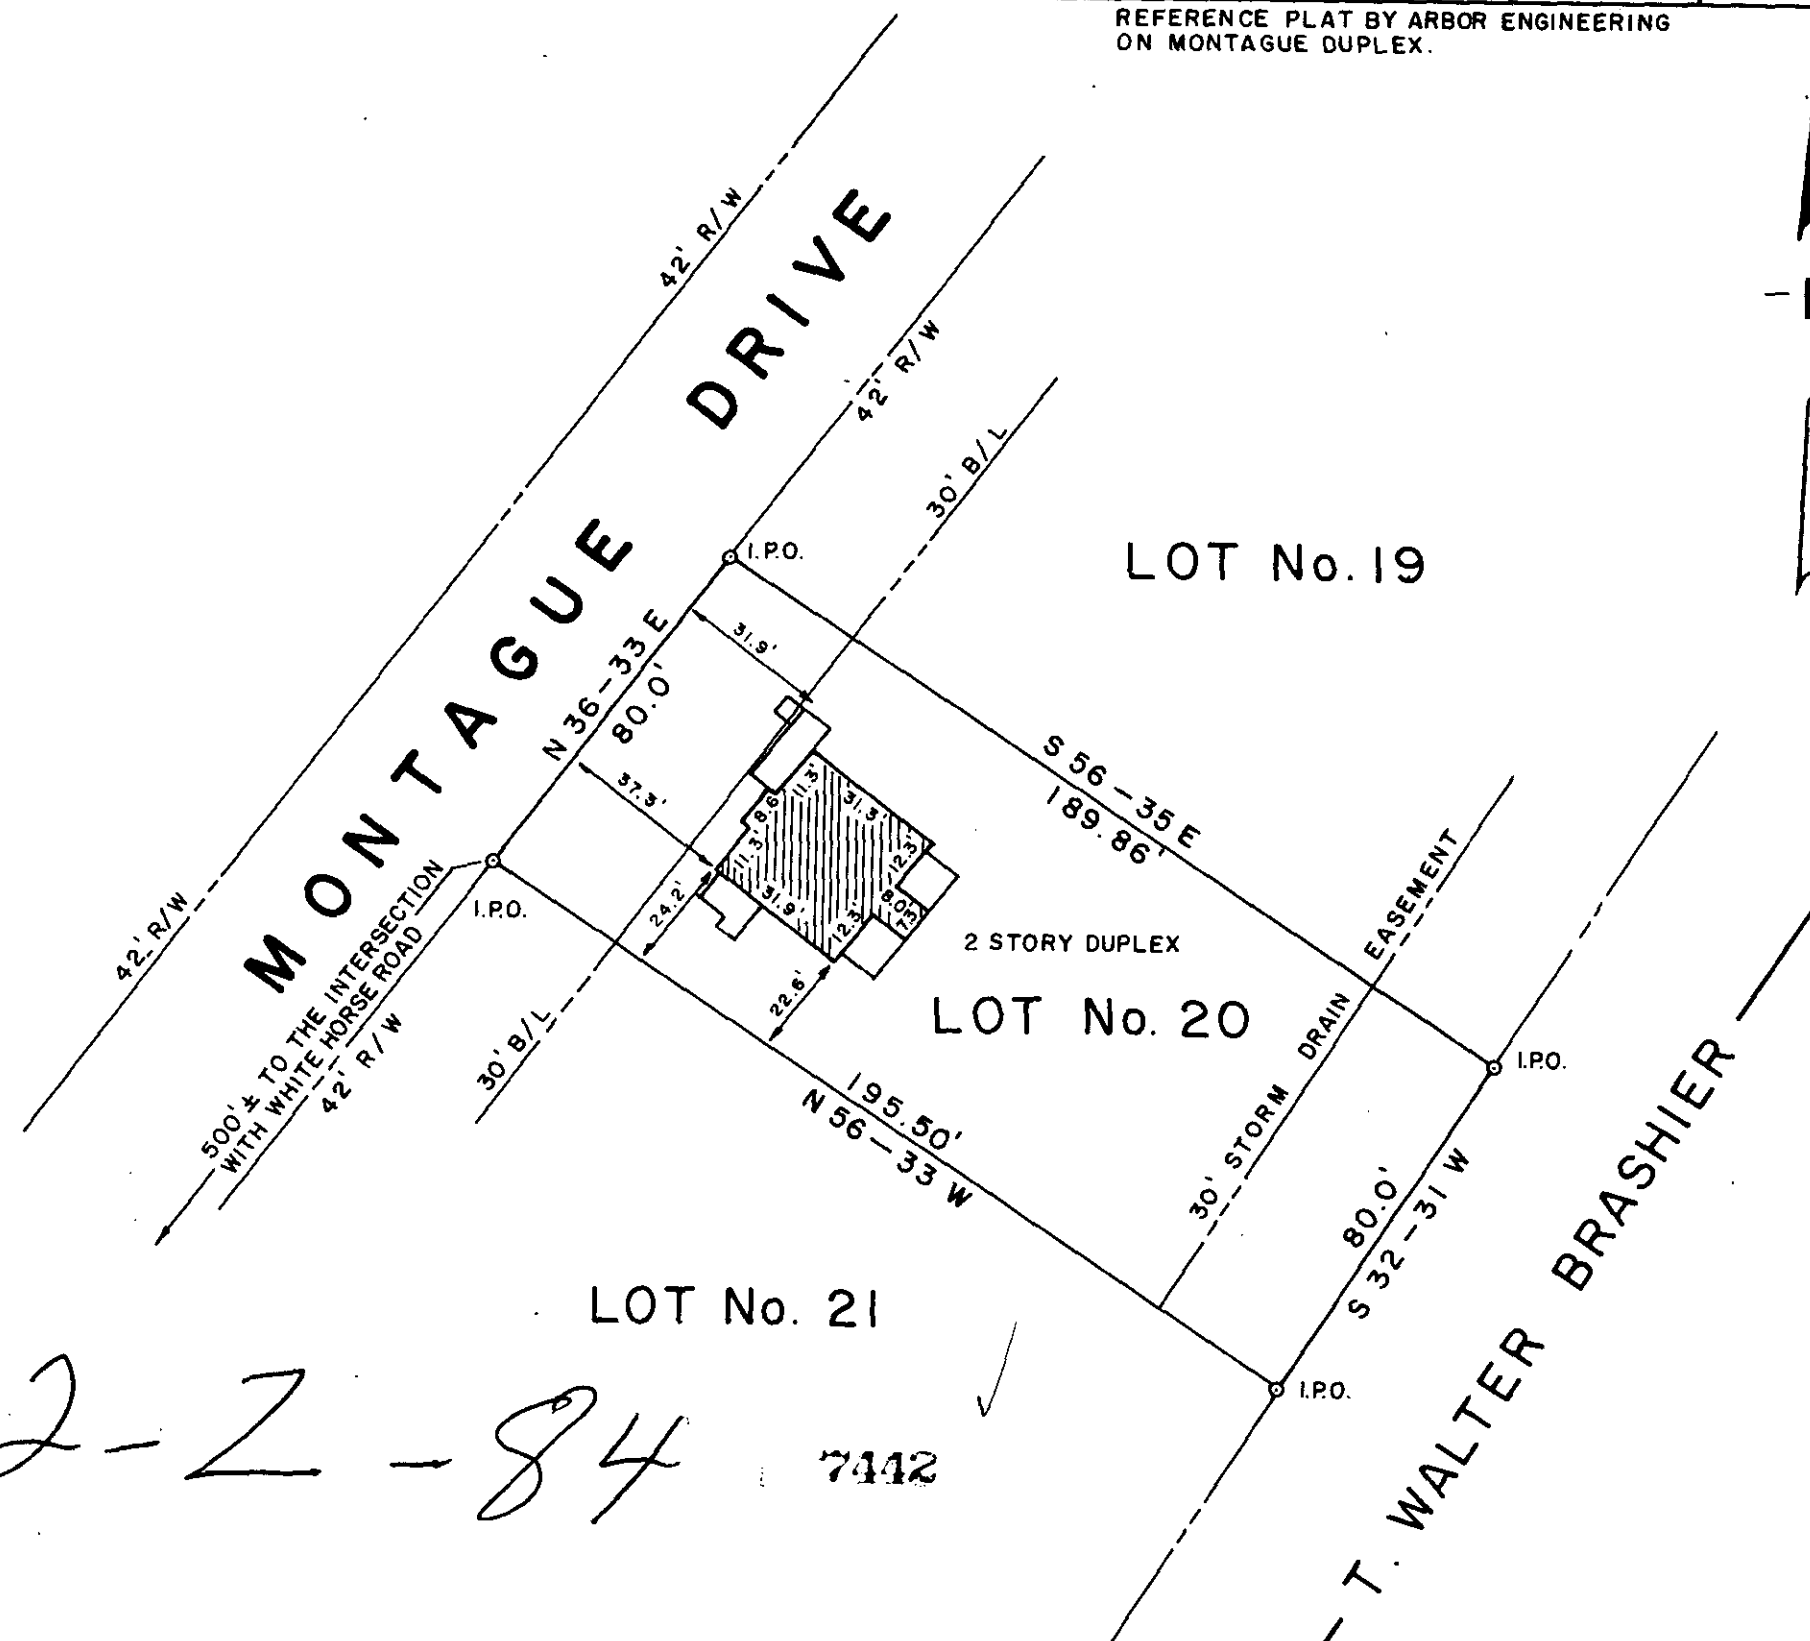 REFERENCE PLAT BY ARBOR ENGINEERING
ON MONTAGUE DUPLEX.
42' R/W
MONTAGUE DRIVE
42' R/W
30' B/L
I.P.O.
LOT No. 19
N 36-33 E
80.0'
31.9'
37.3'
S 56-35 E
189.86'
11.3'
31.3'
8.6'
11.3'
12.3'
8.0'
7.3'
31.9'
12.3'
24.2'
22.6'
2 STORY DUPLEX
LOT No. 20
I.P.O.
42' R/W
500'± TO THE INTERSECTION
WITH WHITE HORSE ROAD
42' R/W
30' B/L
195.50'
N 56-33 W
30' STORM DRAIN EASEMENT
I.P.O.
80.0'
S 32-31 W
I.P.O.
LOT No. 21
T. WALTER BRASHIER
2-2-84
7442